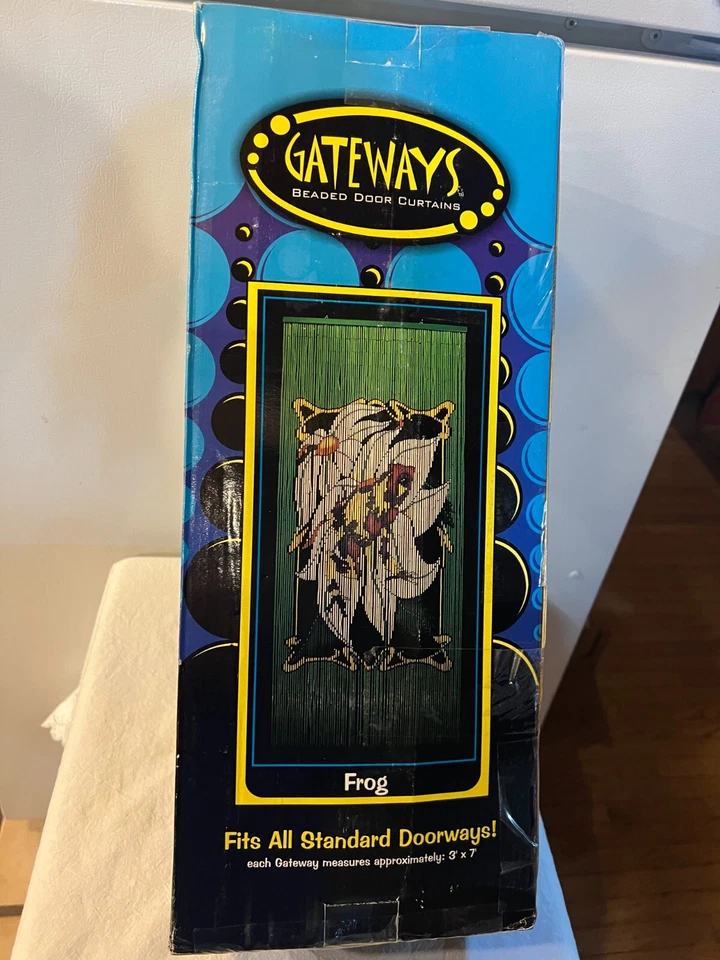 GATEWAYS
BEADED DOOR CURTAINS
Frog
Fits All Standard Doorways!
each Gateway measures approximately: 3' x 7'